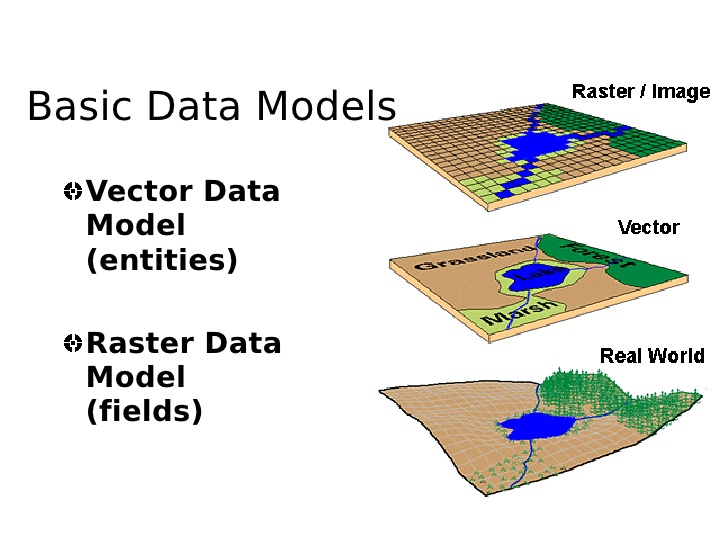 Basic Data Models
Vector Data
Model
(entities)
Raster Data
Model
(fields)
Raster / Image
Vector
Grassland
Forest
Lake
Marsh
Real World